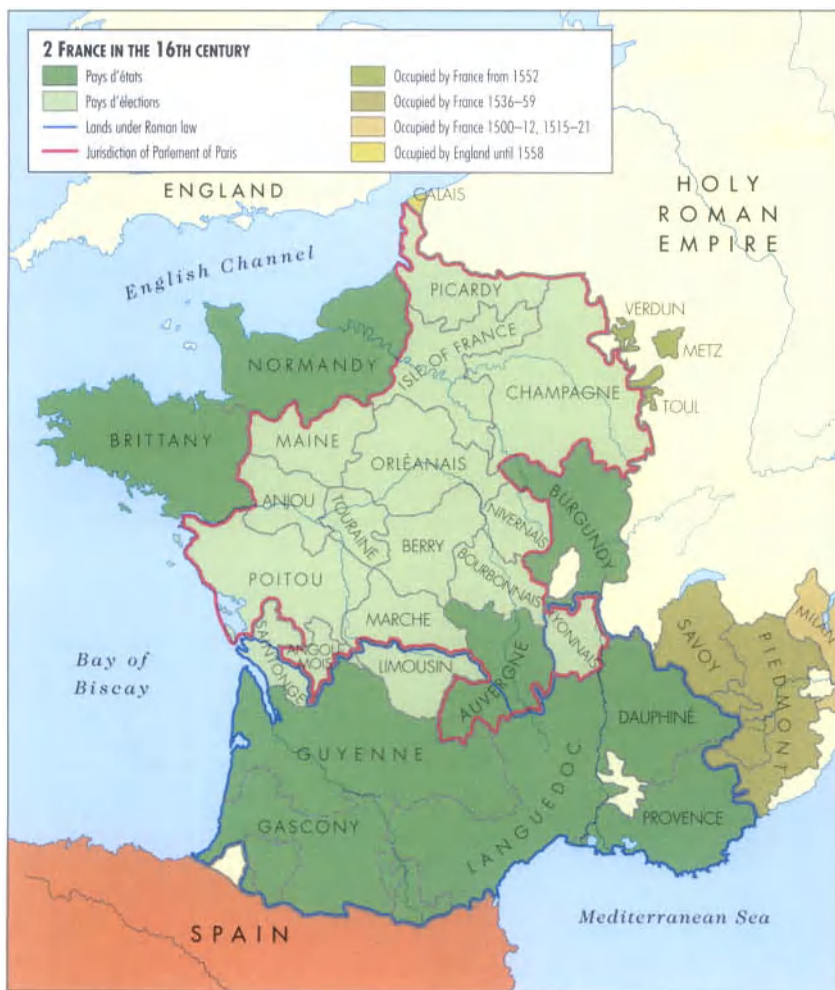 2 FRANCE IN THE 16TH CENTURY
Pays d'états
Pays d'élections
Lands under Roman law
Jurisdiction of Parlement of Paris
Occupied by France from 1552
Occupied by France 1536–59
Occupied by France 1500–12, 1515–21
Occupied by England until 1558
ENGLAND
CALAIS
HOLY
ROMAN
EMPIRE
English Channel
PICARDY
VERDUN
METZ
ISLE OF FRANCE
NORMANDY
CHAMPAGNE
TOUL
BRITTANY
MAINE
ORLÉANAIS
ANJOU
TOURAINE
NIVERNAIS
BURGUNDY
BERRY
BOURBONNAIS
POITOU
MARCHE
LYONNAIS
SAVOY
MILAN
PIEDMONT
Bay of
Biscay
SAINTONGE
ANGOU
MOIS
LIMOUSIN
AUVERGNE
DAUPHINÉ
GUYENNE
LANGUEDOC
PROVENCE
GASCONY
SPAIN
Mediterranean Sea